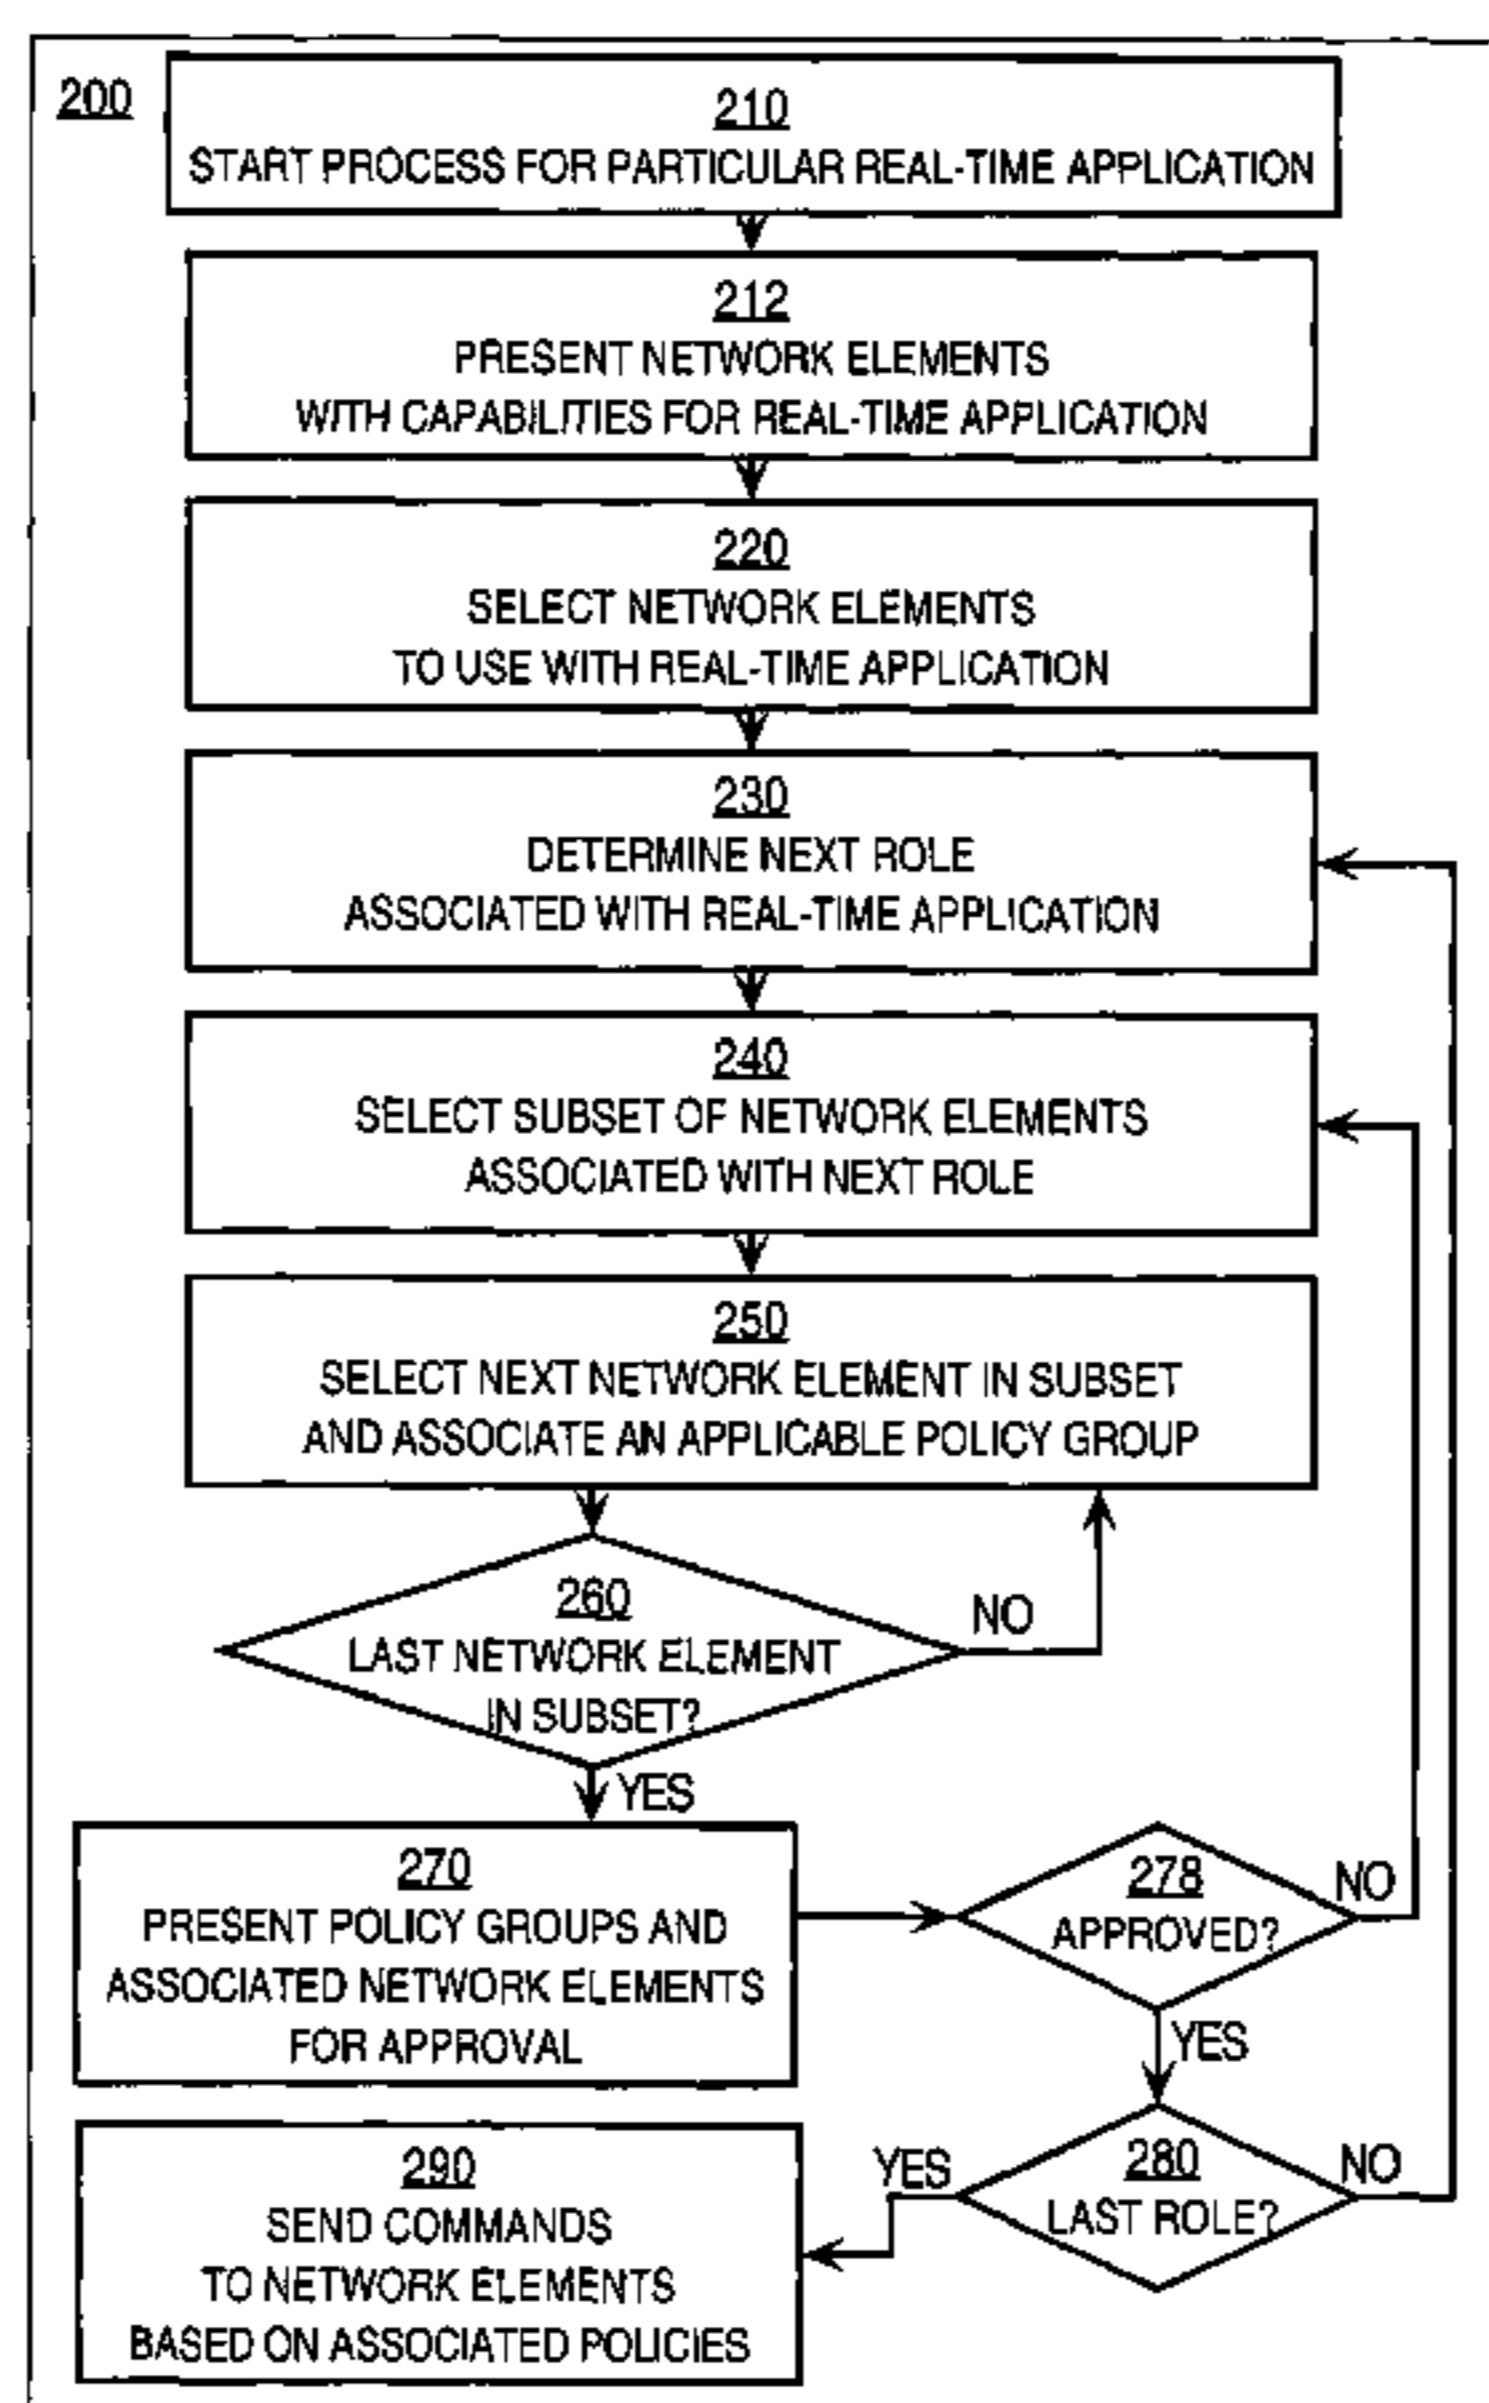 200
210
START PROCESS FOR PARTICULAR REAL-TIME APPLICATION
212
PRESENT NETWORK ELEMENTS
WITH CAPABILITIES FOR REAL-TIME APPLICATION
220
SELECT NETWORK ELEMENTS
TO USE WITH REAL-TIME APPLICATION
230
DETERMINE NEXT ROLE
ASSOCIATED WITH REAL-TIME APPLICATION
240
SELECT SUBSET OF NETWORK ELEMENTS
ASSOCIATED WITH NEXT ROLE
250
SELECT NEXT NETWORK ELEMENT IN SUBSET
AND ASSOCIATE AN APPLICABLE POLICY GROUP
260
LAST NETWORK ELEMENT
IN SUBSET?
NO
YES
270
PRESENT POLICY GROUPS AND
ASSOCIATED NETWORK ELEMENTS
FOR APPROVAL
278
APPROVED?
NO
YES
280
LAST ROLE?
NO
YES
290
SEND COMMANDS
TO NETWORK ELEMENTS
BASED ON ASSOCIATED POLICIES